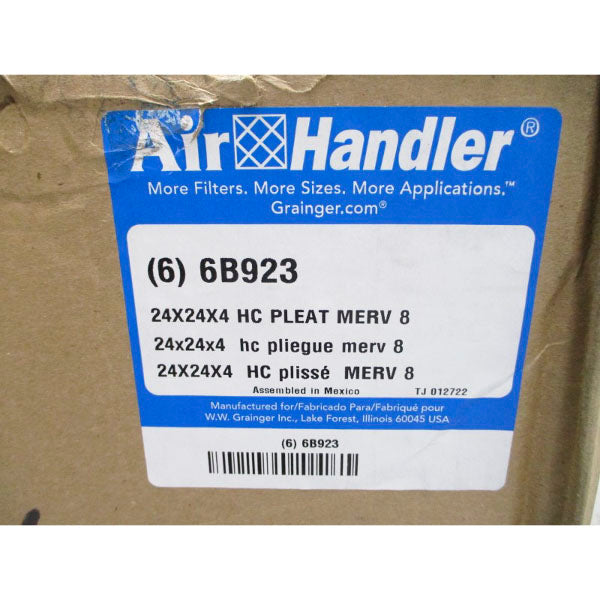 Air Handler®
More Filters. More Sizes. More Applications.™
Grainger.com®
(6) 6B923
24X24X4 HC PLEAT MERV 8
24x24x4 hc pliegue merv 8
24X24X4 HC plissé MERV 8
Assembled in Mexico TJ 012722
Manufactured for/Fabricado Para/Fabriqué pour
W.W. Grainger Inc., Lake Forest, Illinois 60045 USA
(6) 6B923